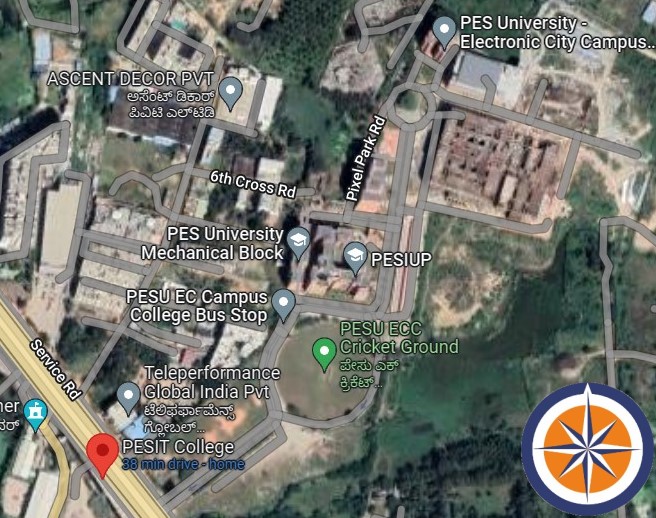 PES University -
Electronic City Campus...
ASCENT DECOR PVT
ಅಸೆಂಟ್ ಡಿಕಾರ್
ಪಿವಿಟಿ ಎಲ್‌ಟಿಡಿ
Pixel Park Rd
6th Cross Rd
PES University
Mechanical Block
PESIUP
PESU EC Campus
College Bus Stop
PESU ECC
Cricket Ground
ಪೇಸು ಎಕ್
ಕ್ರಿಕೆಟ್...
Service Rd
Teleperformance
Global India Pvt
ಟೆಲಿಫರ್ಫಾಮೆನ್ಸ್
ಗ್ಲೋಬಲ್...
PESIT College
38 min drive - home